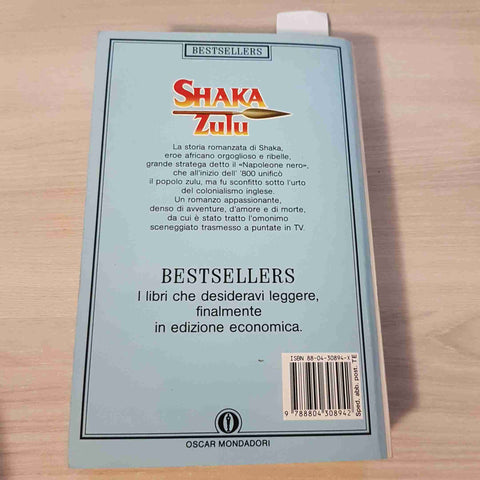 BESTSELLERS
SHAKA
ZULU
La storia romanzata di Shaka,
eroe africano orgoglioso e ribelle,
grande stratega detto il «Napoleone nero»,
che all'inizio dell' '800 unificò
il popolo zulu, ma fu sconfitto sotto l'urto
del colonialismo inglese.
Un romanzo appassionante,
denso di avventure, d'amore e di morte,
da cui è stato tratto l'omonimo
sceneggiato trasmesso a puntate in TV.
BESTSELLERS
I libri che desideravi leggere,
finalmente
in edizione economica.
ISBN 88-04-30894-X
9 788804 308942
Sped. abb. post. TE
OSCAR MONDADORI